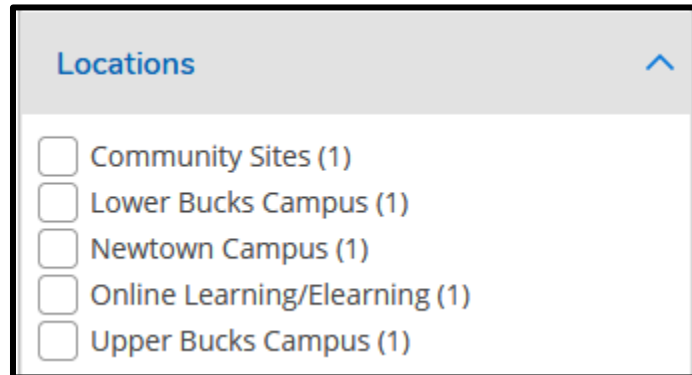 Locations
Community Sites (1)
Lower Bucks Campus (1)
Newtown Campus (1)
Online Learning/Elearning (1)
Upper Bucks Campus (1)